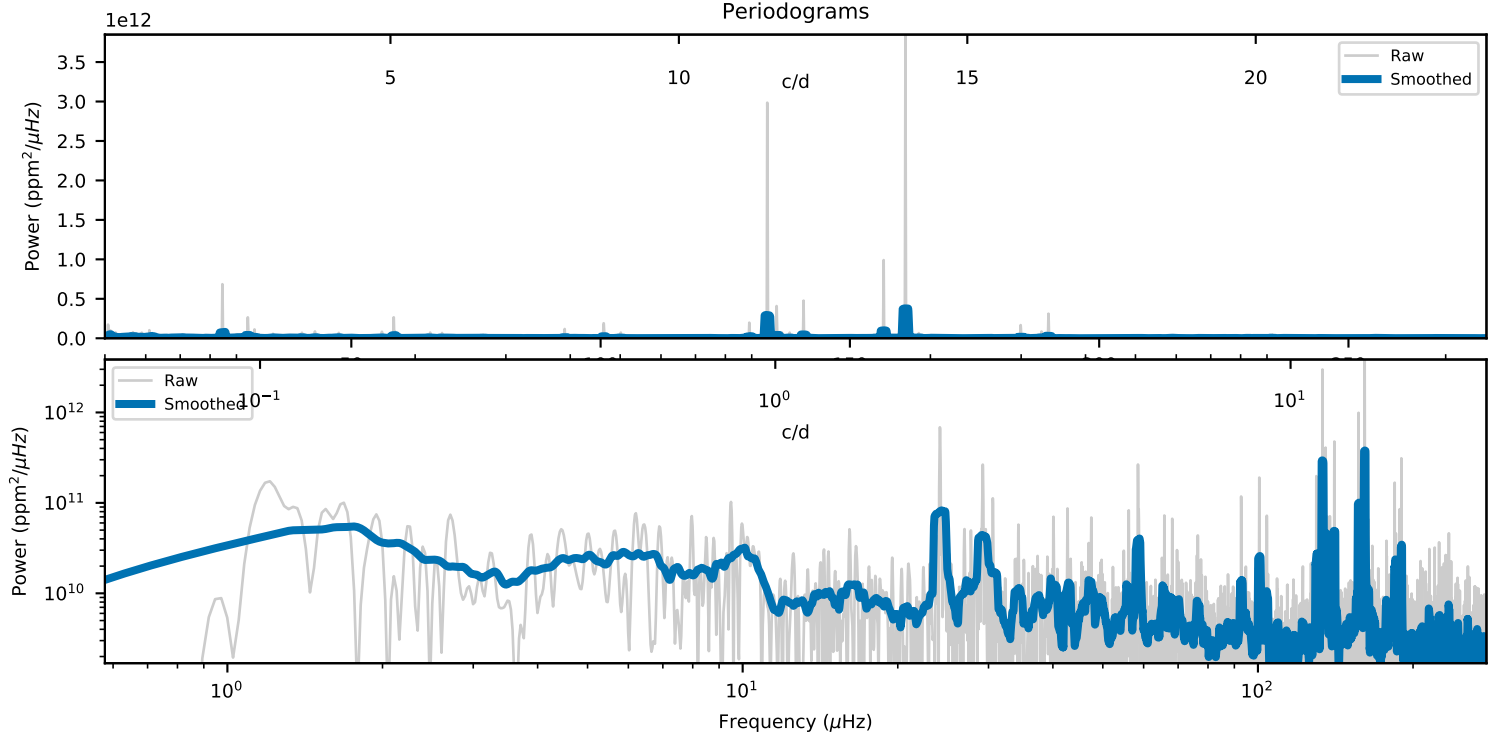 Periodograms
1e12
5 10 15 20
c/d
Raw
Smoothed
3.5
3.0
2.5
2.0
1.5
1.0
0.5
0.0
Power (ppm²/μHz)
Raw
Smoothed
10⁻¹ 10⁰ 10¹
c/d
10¹²
10¹¹
10¹⁰
Power (ppm²/μHz)
10⁰ 10¹ 10²
Frequency (μHz)